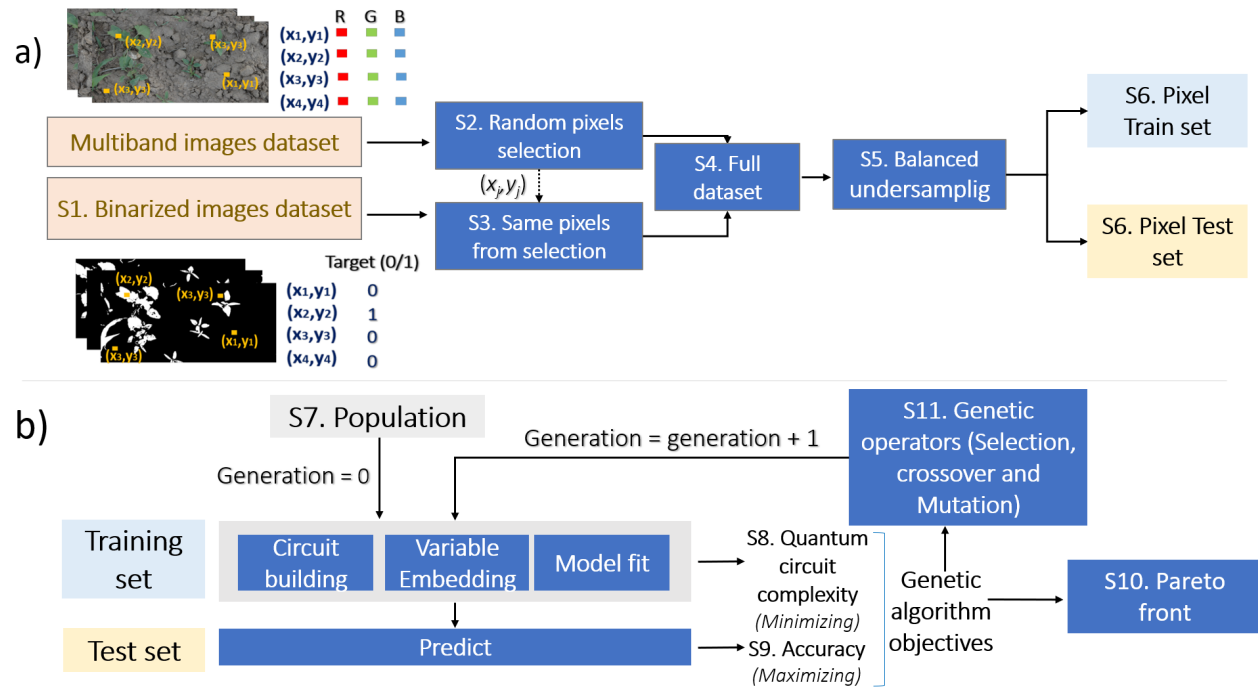 a)
R G B
(x2,y2)
(x3,y3)
(x1,y1)
(x3,y3)
(x1,y1)
(x2,y2)
(x3,y3)
(x4,y4)
Multiband images dataset
S1. Binarized images dataset
S2. Random pixels
selection
(xj,yj)
S3. Same pixels
from selection
S4. Full
dataset
S5. Balanced
undersamplig
S6. Pixel
Train set
S6. Pixel Test
set
Target (0/1)
(x2,y2)
(x3,y3)
(x1,y1)
(x3,y3)
(x1,y1) 0
(x2,y2) 1
(x3,y3) 0
(x4,y4) 0
b)
S7. Population
Generation = 0
Generation = generation + 1
S11. Genetic
operators (Selection,
crossover and
Mutation)
Training
set
Circuit
building
Variable
Embedding
Model fit
S8. Quantum
circuit
complexity
(Minimizing)
Genetic
algorithm
objectives
S10. Pareto
front
Test set
Predict
S9. Accuracy
(Maximizing)